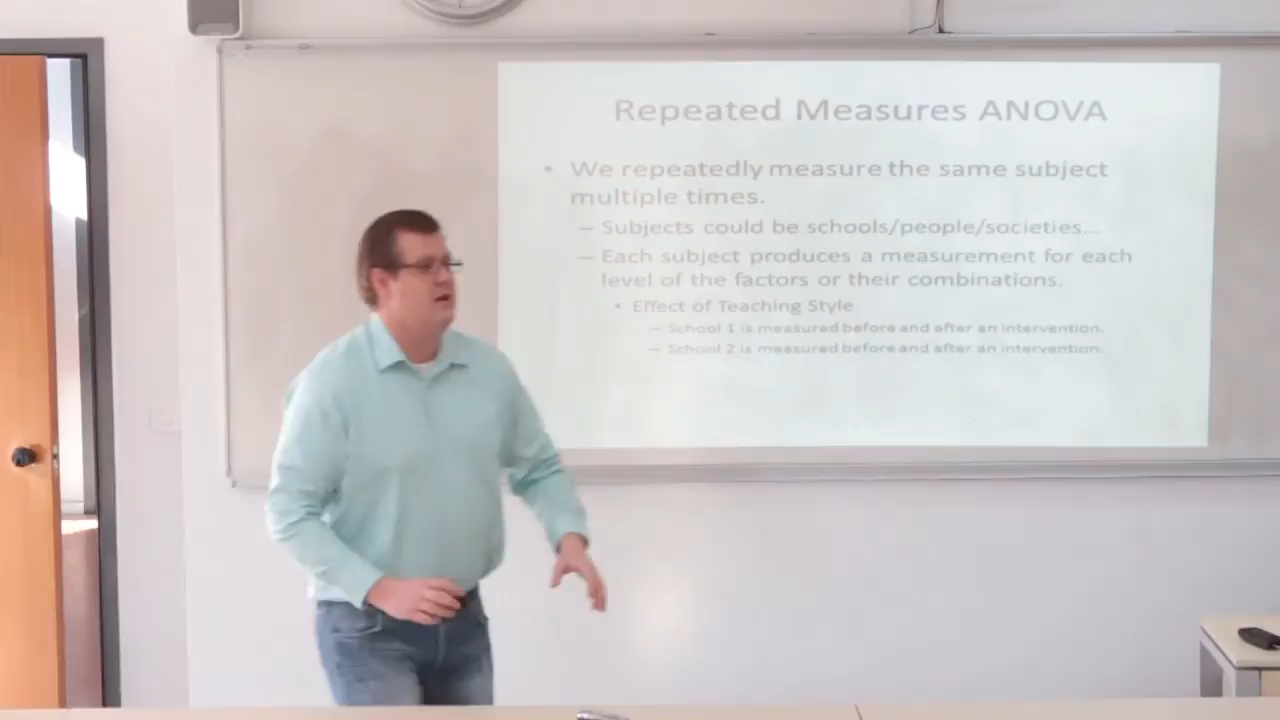 Repeated Measures ANOVA
• We repeatedly measure the same subject
multiple times.
– Subjects could be schools/people/societies...
– Each subject produces a measurement for each
level of the factors or their combinations.
• Effect of Teaching Style
– School 1 is measured before and after an intervention.
– School 2 is measured before and after an intervention.